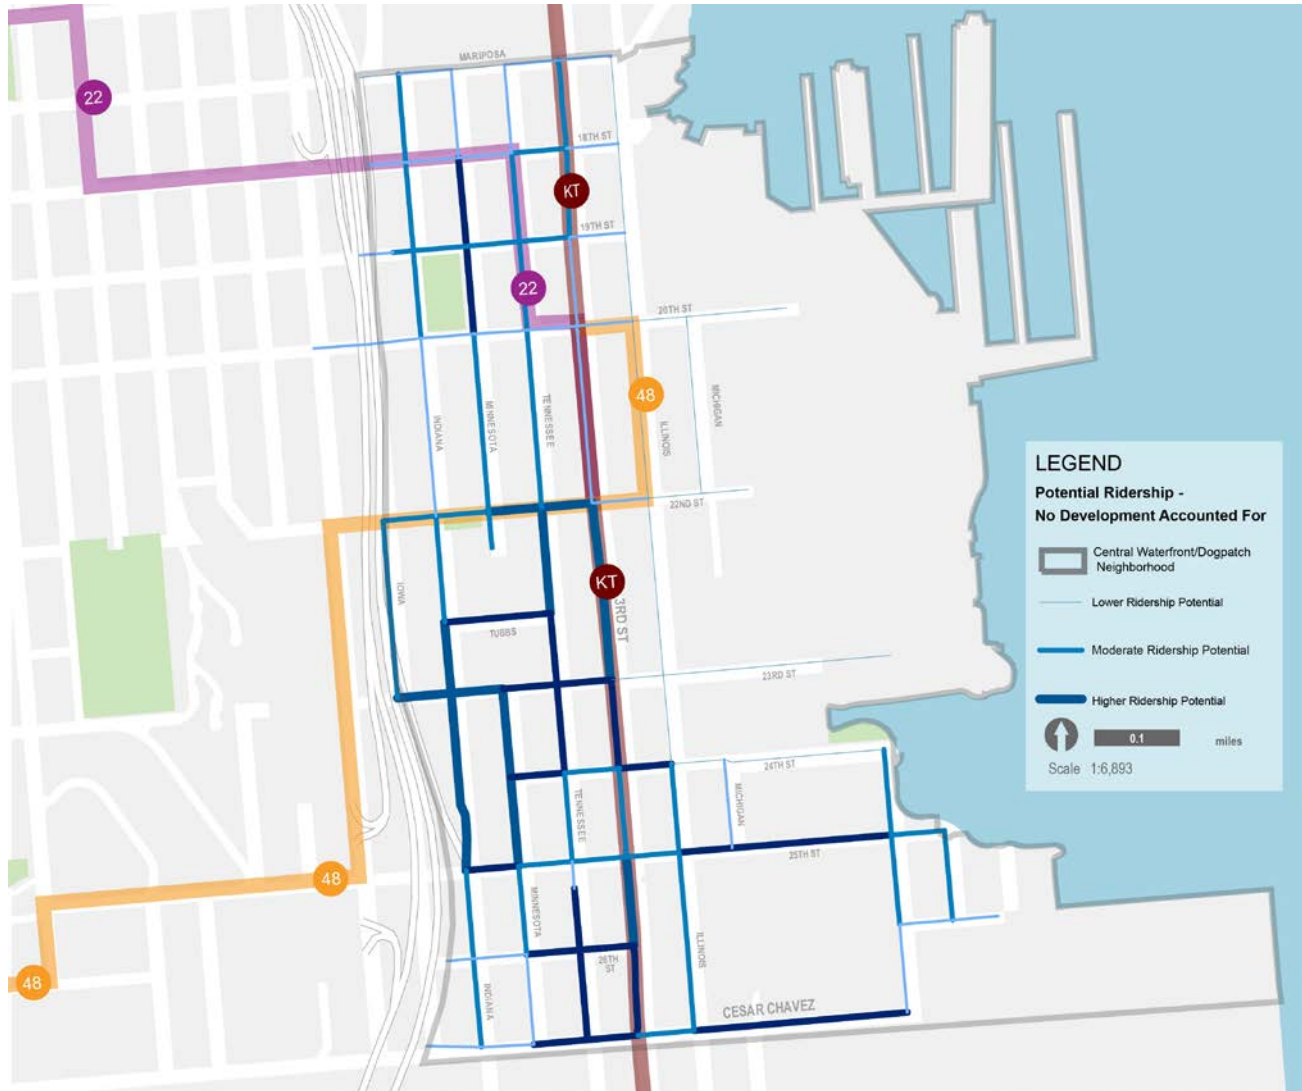 MARIPOSA
22
18TH ST
KT
19TH ST
22
20TH ST
48
MICHIGAN
INDIANA
MINNESOTA
TENNESSEE
ILLINOIS
22ND ST
IOWA
KT
3RD ST
TUBBS
23RD ST
24TH ST
MICHIGAN
TENNESSEE
25TH ST
48
MINNESOTA
ILLINOIS
26TH
ST
48
INDIANA
CESAR CHAVEZ
LEGEND
Potential Ridership -
No Development Accounted For
Central Waterfront/Dogpatch
Neighborhood
Lower Ridership Potential
Moderate Ridership Potential
Higher Ridership Potential
0.1 miles
Scale 1:6,893